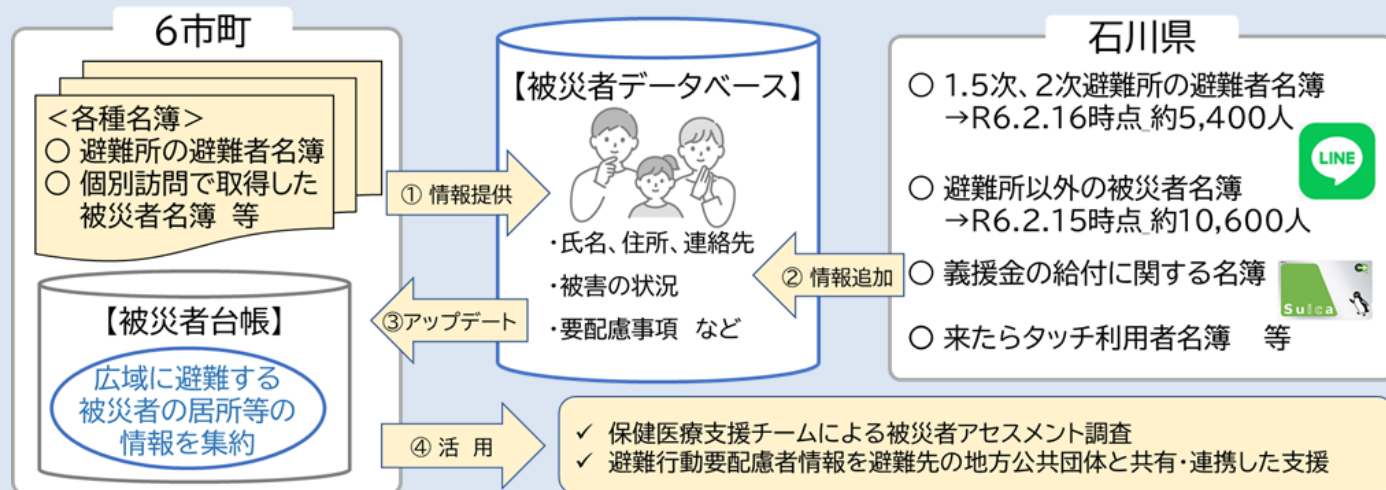 6市町
<各種名簿>
○ 避難所の避難者名簿
○ 個別訪問で取得した
被災者名簿 等
① 情報提供
【被災者データベース】
・氏名、住所、連絡先
・被害の状況
・要配慮事項 など
石川県
○ 1.5次、2次避難所の避難者名簿
→R6.2.16時点_約5,400人
LINE
○ 避難所以外の被災者名簿
→R6.2.15時点_約10,600人
○ 義援金の給付に関する名簿
Suica
○ 来たらタッチ利用者名簿 等
② 情報追加
③アップデート
【被災者台帳】
広域に避難する
被災者の居所等の
情報を集約
④ 活 用
✓ 保健医療支援チームによる被災者アセスメント調査
✓ 避難行動要配慮者情報を避難先の地方公共団体と共有・連携した支援